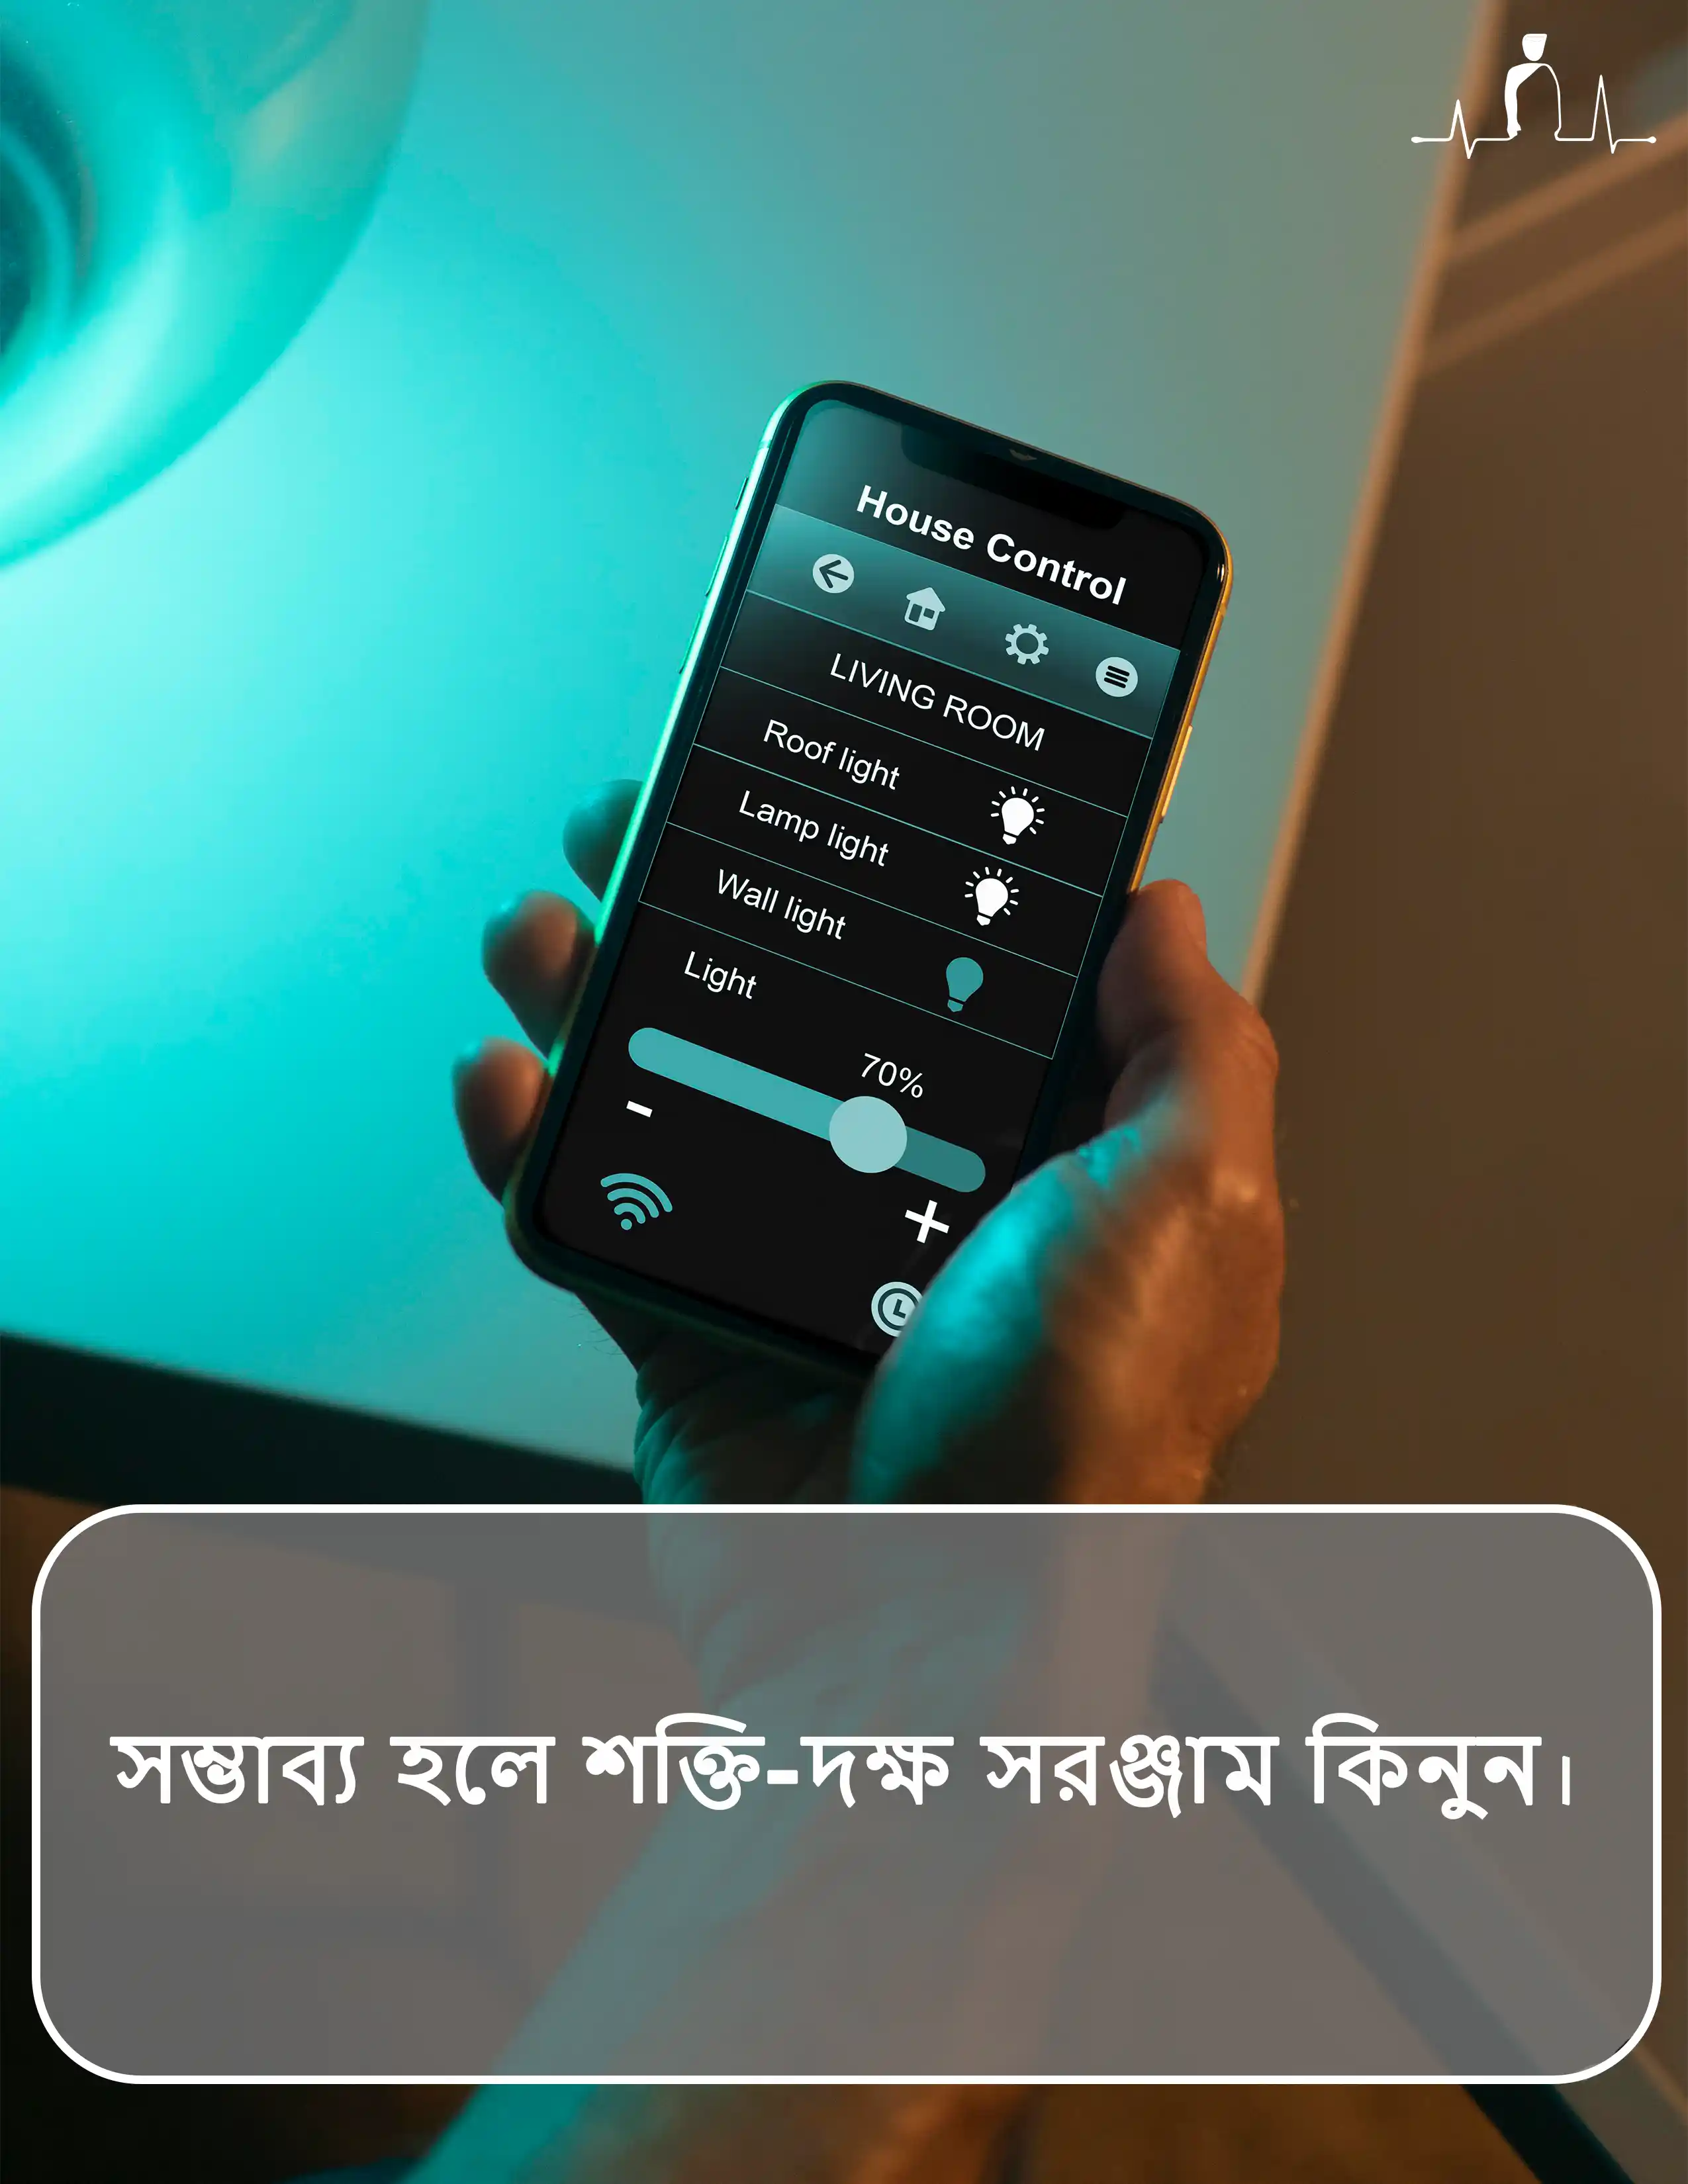 House Control
LIVING ROOM
Roof light
Lamp light
Wall light
Light
70%
-
+
সম্ভাব্য হলে শক্তি-দক্ষ সরঞ্জাম কিনুন।